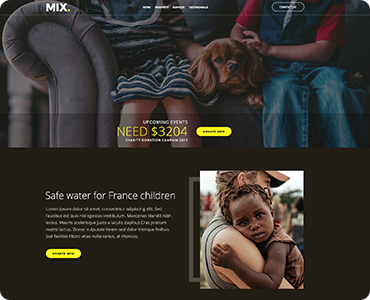 MIX.
HOME PROPERTY SERVICES TESTIMONIALS
CONTACT US
UPCOMING EVENTS
NEED $3204
CHARITY DONATION CAMPAIN 2017
DONATE NOW
Safe water for France children
Lorem ipsum dolor sit amet, consectetur adipiscing elit. Sed
faucibus est quis nisl egestas vestibulum. Maecenas blandit nibh
lectus. Mauris scelerisque justo a iaculis dapibus.Cras pretium
mattis luctus. Donec vulputate lorem sed dolor tristique finibus.
Sed facilisis libero vitae nulla varius, at rhoncus.
DONATE NOW